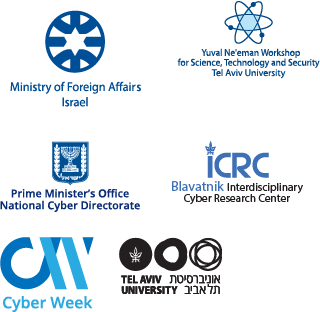 Ministry of Foreign Affairs
Israel
Yuval Ne'eman Workshop
for Science, Technology and Security
Tel Aviv University
Prime Minister's Office
National Cyber Directorate
ICRC
Blavatnik Interdisciplinary
Cyber Research Center
CW
Cyber Week
TEL AVIV אוניברסיטת
UNIVERSITY תל אביב